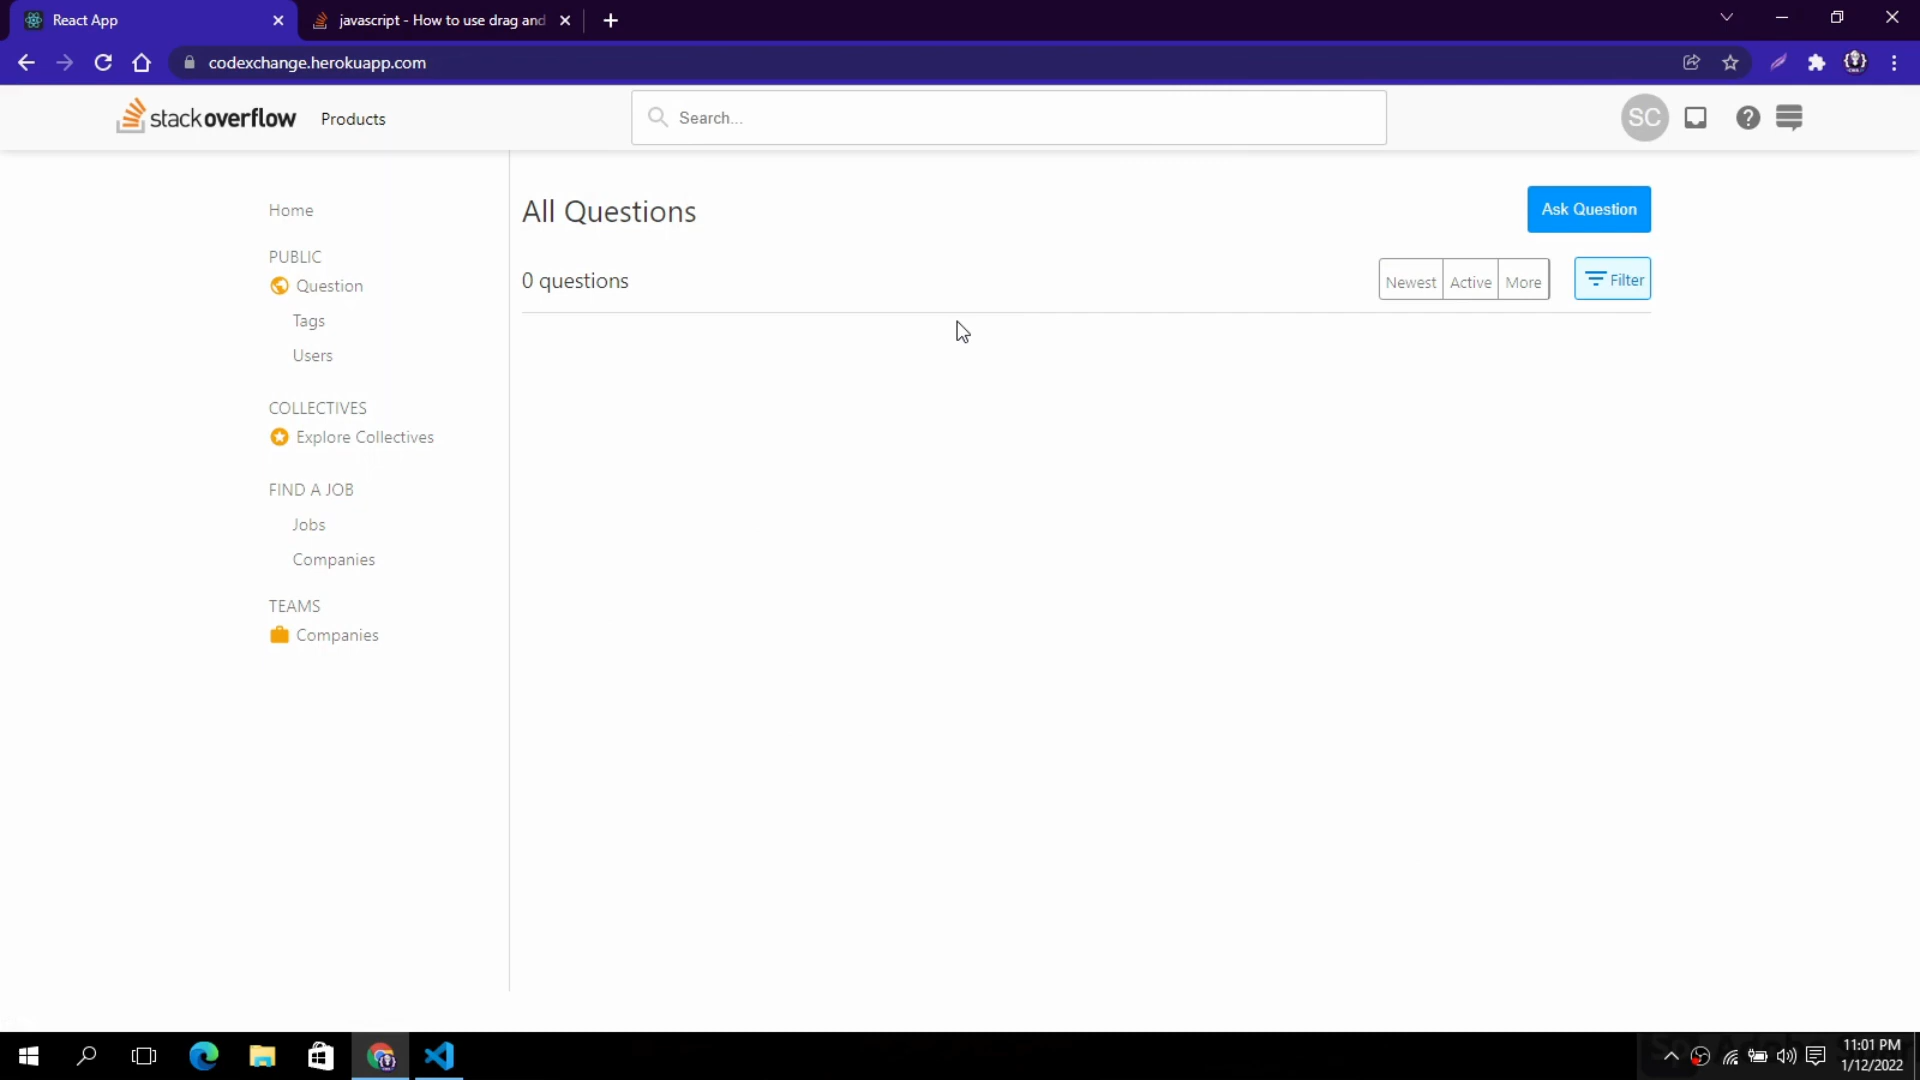 React App
javascript - How to use drag and
codexchange.herokuapp.com
stackoverflow
Products
Search...
SC
Home
PUBLIC
Question
Tags
Users
COLLECTIVES
Explore Collectives
FIND A JOB
Jobs
Companies
TEAMS
Companies
All Questions
Ask Question
0 questions
Newest
Active
More
Filter
11:01 PM
1/12/2022